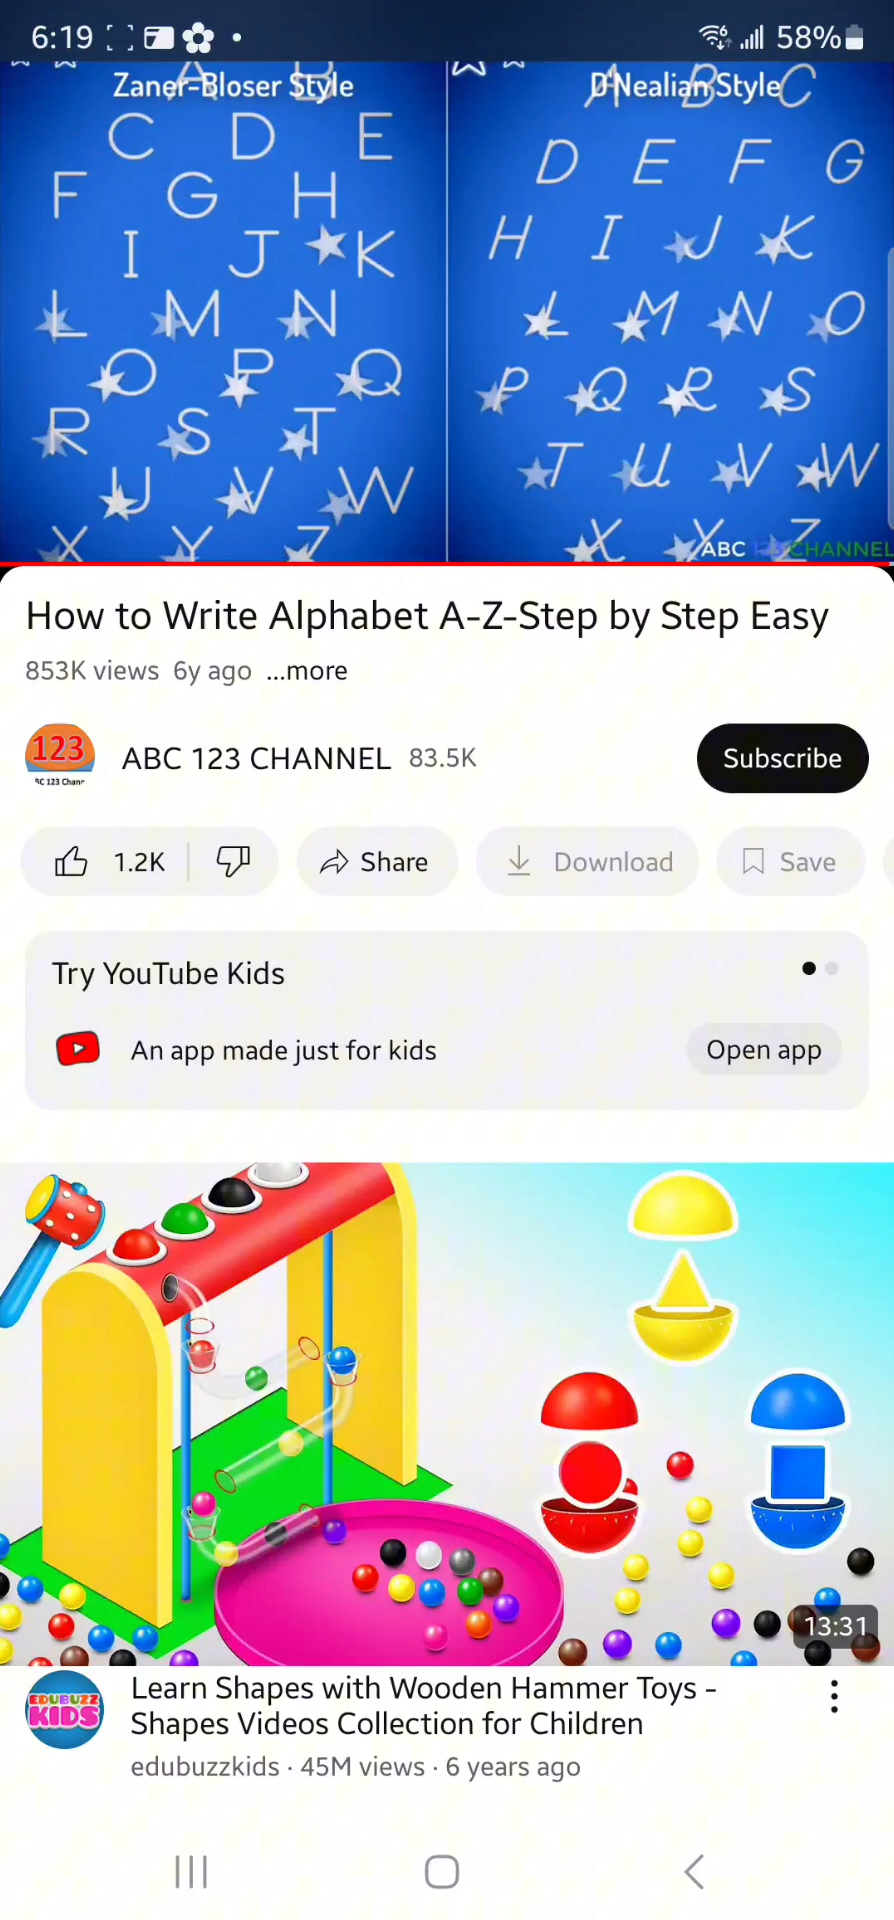 6:19 58%
Zaner-Bloser Style
D'Nealian Style
A B
C D E
F G H
I J K
L M N
O P Q
R S T
U V W
X Y Z
A B C
D E F G
H I J K
L M N O
P Q R S
T U V W
X Y Z
ABC 123 CHANNEL
How to Write Alphabet A-Z-Step by Step Easy
853K views 6y ago ...more
123
ABC 123 CHANNEL 83.5K
Subscribe
1.2K Share Download Save
Try YouTube Kids
An app made just for kids
Open app
13:31
EDUBUZZ
KIDS
Learn Shapes with Wooden Hammer Toys -
Shapes Videos Collection for Children
edubuzzkids · 45M views · 6 years ago